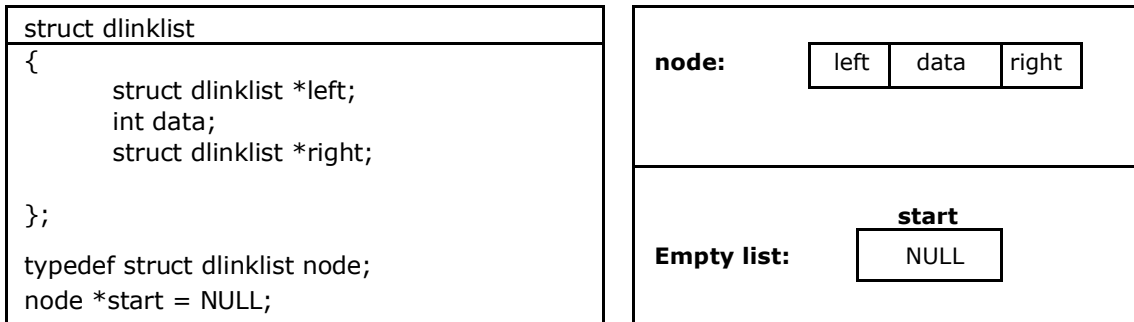 struct dlinklist
{
struct dlinklist *left;
int data;
struct dlinklist *right;
};
typedef struct dlinklist node;
node *start = NULL;
node: left data right
start
Empty list: NULL